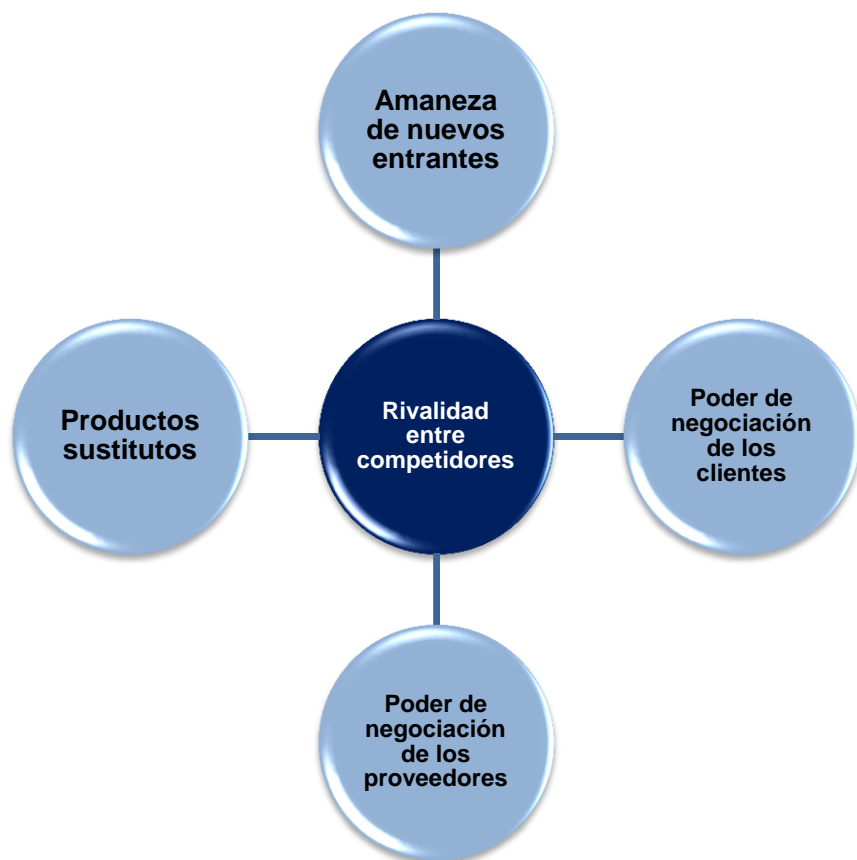 Amaneza
de nuevos
entrantes
Productos
sustitutos
Rivalidad
entre
competidores
Poder de
negociación
de los
clientes
Poder de
negociación
de los
proveedores